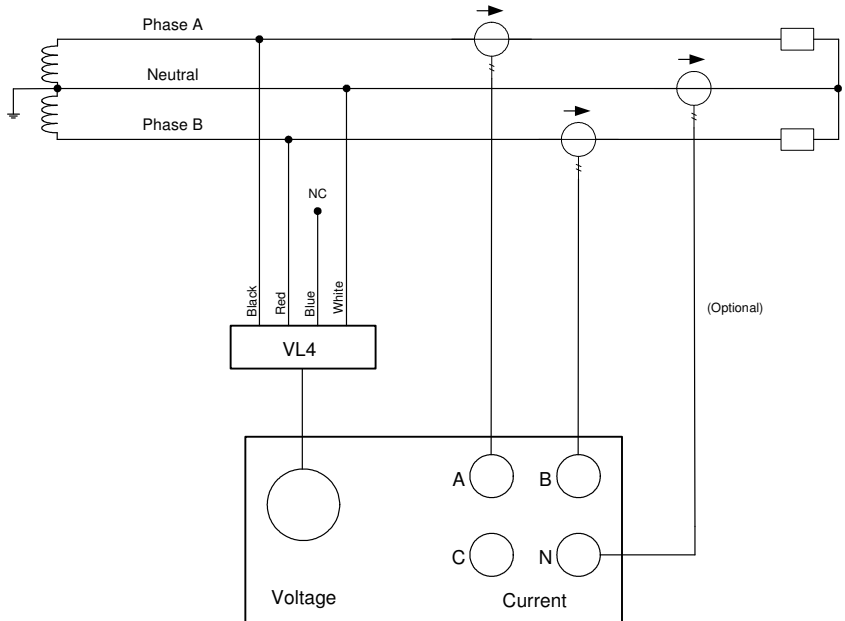 Phase A
Neutral
Phase B
NC
Black
Red
Blue
White
(Optional)
VL4
A
B
C
N
Voltage
Current